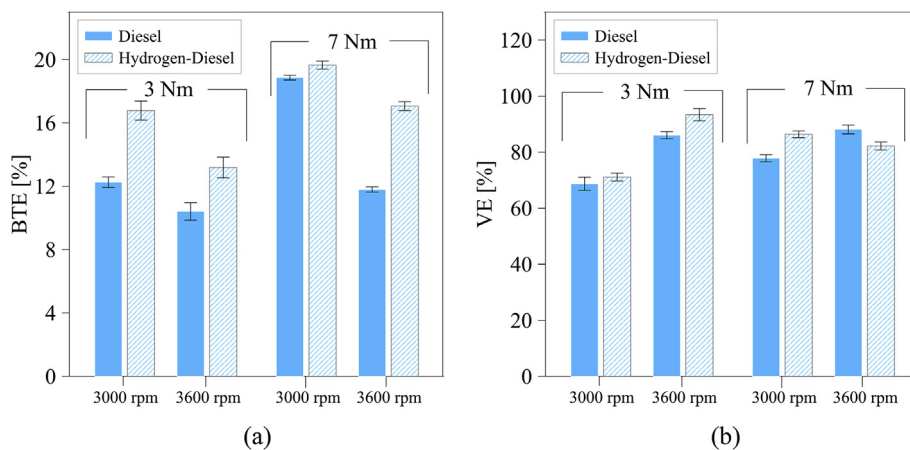 Diesel
Hydrogen-Diesel
3 Nm
7 Nm
BTE [%]
20
16
12
8
4
0
3000 rpm
3600 rpm
3000 rpm
3600 rpm
(a)
Diesel
Hydrogen-Diesel
3 Nm
7 Nm
VE [%]
120
100
80
60
40
20
0
3000 rpm
3600 rpm
3000 rpm
3600 rpm
(b)